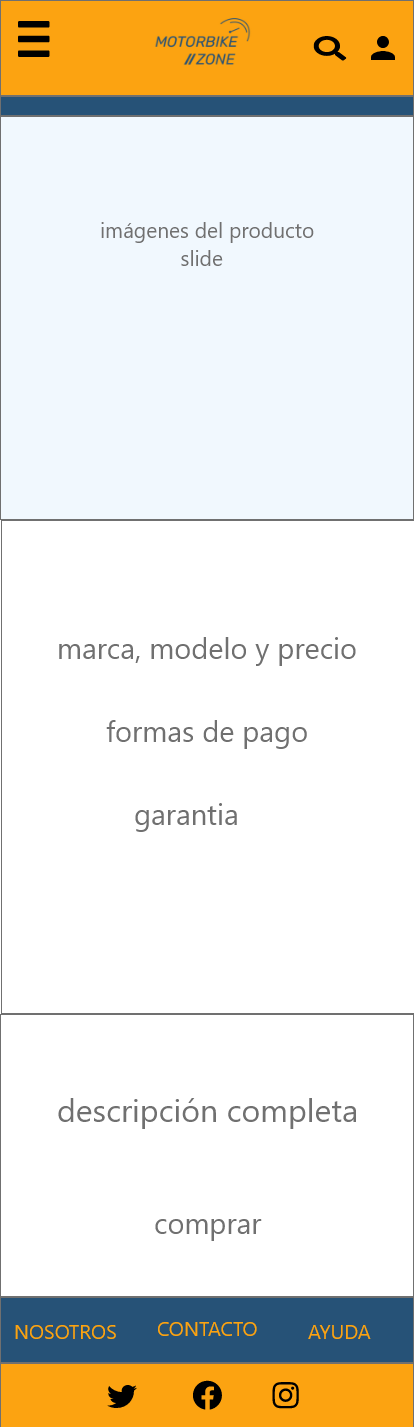 MOTORBIKE
//ZONE
imágenes del producto
slide
marca, modelo y precio
formas de pago
garantia
descripción completa
comprar
NOSOTROS CONTACTO AYUDA